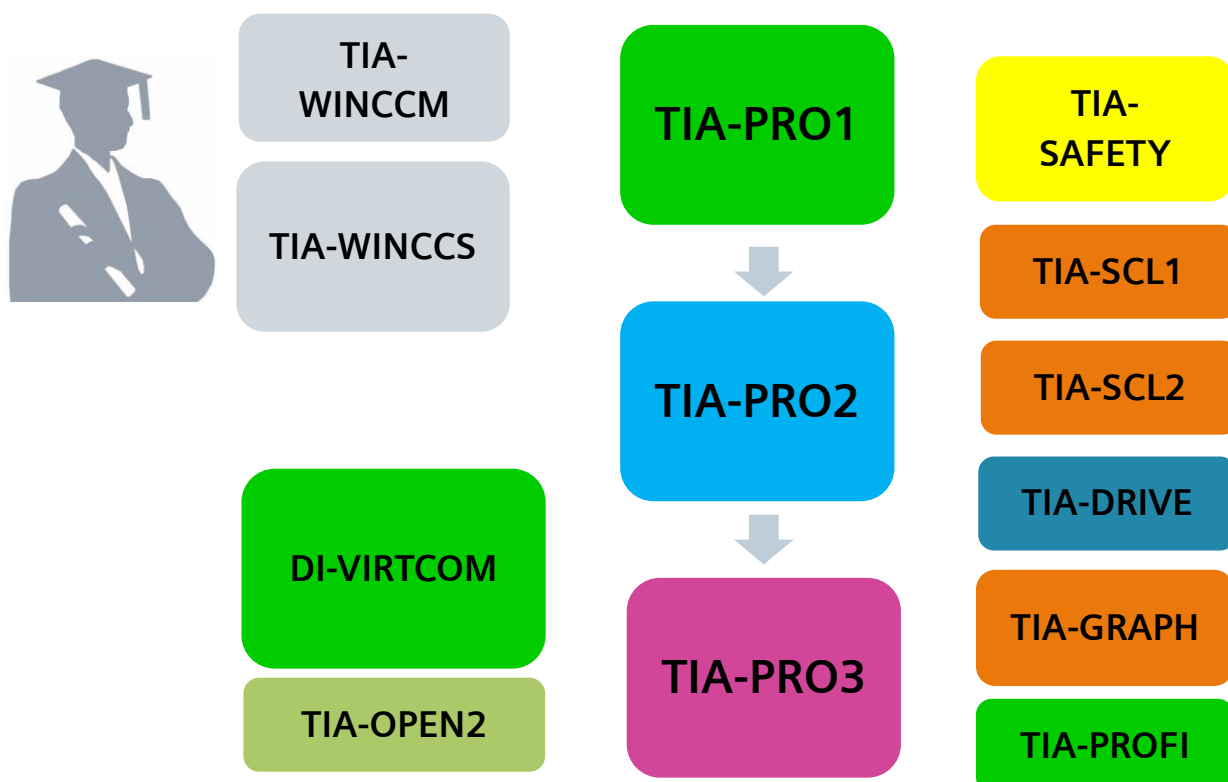 TIA-
WINCCM
TIA-WINCCS
DI-VIRTCOM
TIA-OPEN2
TIA-PRO1
TIA-PRO2
TIA-PRO3
TIA-
SAFETY
TIA-SCL1
TIA-SCL2
TIA-DRIVE
TIA-GRAPH
TIA-PROFI